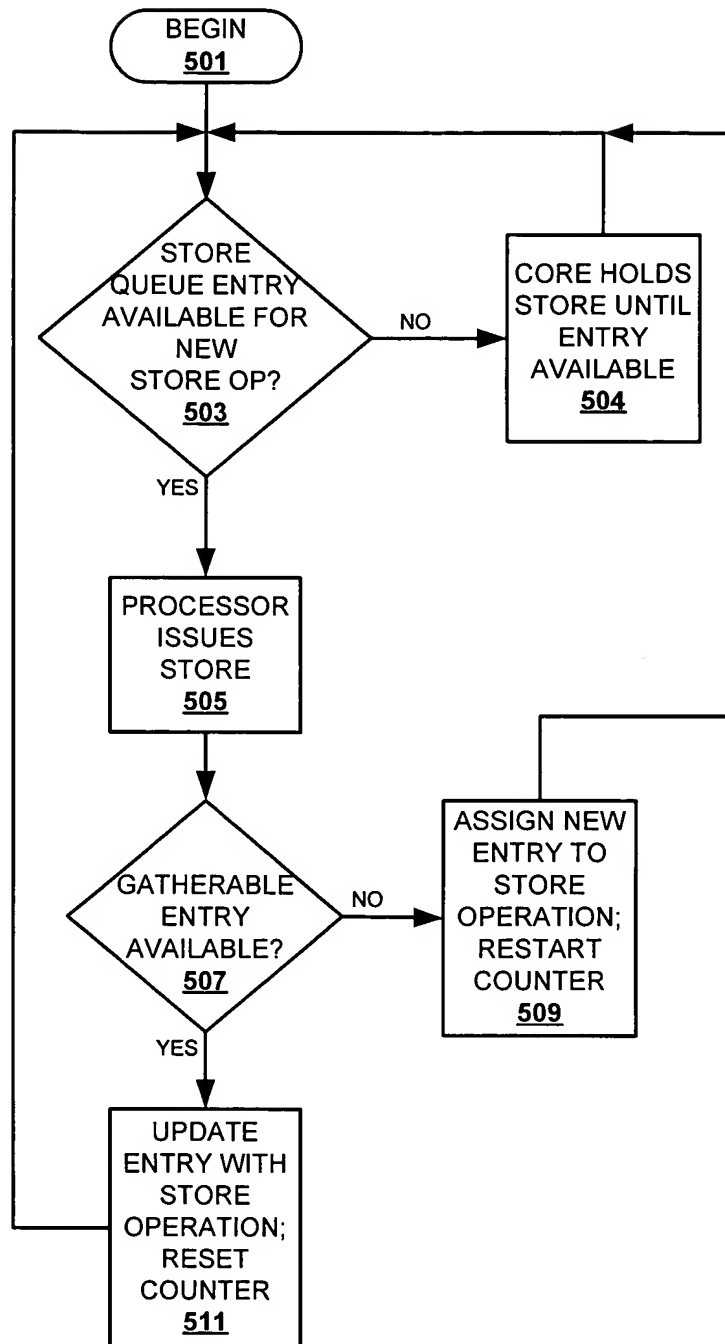 BEGIN
501
STORE
QUEUE ENTRY
AVAILABLE FOR
NEW
STORE OP?
503
NO
CORE HOLDS
STORE UNTIL
ENTRY
AVAILABLE
504
YES
PROCESSOR
ISSUES
STORE
505
GATHERABLE
ENTRY
AVAILABLE?
507
NO
ASSIGN NEW
ENTRY TO
STORE
OPERATION;
RESTART
COUNTER
509
YES
UPDATE
ENTRY WITH
STORE
OPERATION;
RESET
COUNTER
511